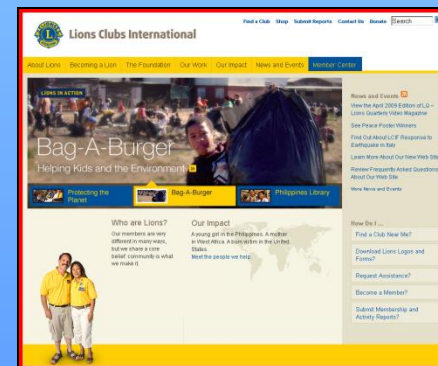 Find a Club Shop Submit Reports Contact Us Donate Search
Lions Clubs International
About Lions Becoming a Lion The Foundation Our Work Our Impact News and Events Member Center
LIONS IN ACTION
Bag-A-Burger
Helping Kids and the Environment
Protecting the
Planet
Bag-A-Burger
Philippines Library
News and Events
View the April 2009 Edition of LQ –
Lions Quarterly Video Magazine
See Peace Poster Winners
Find Out About LCIF Response to
Earthquake in Italy
Learn More About Our New Web Site
Review Frequently Asked Questions
About Our Web Site
More News and Events
Who are Lions?
Our members are very
different in many ways,
but we share a core
belief: community is what
we make it.
Our Impact
A young girl in the Philippines. A mother
in West Africa. A storm victim in the United
States.
Meet the people we help
How Do I ...
Find a Club Near Me?
Download Lions Logos and
Forms?
Request Assistance?
Become a Member?
Submit Membership and
Activity Reports?